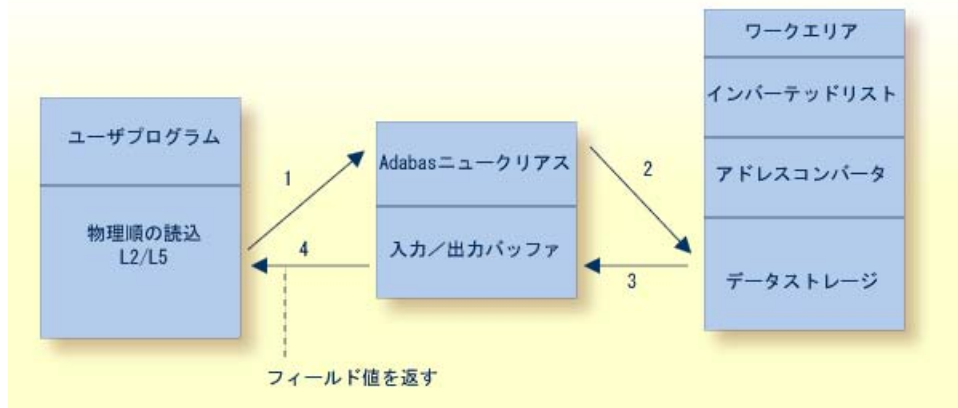 ユーザプログラム
物理順の読込
L2/L5
1
4
フィールド値を返す
Adabasニュークリアス
入力／出力バッファ
2
3
ワークエリア
インバーテッドリスト
アドレスコンバータ
データストレージ